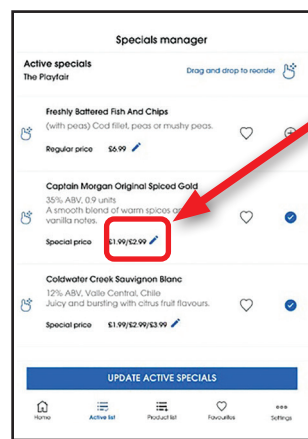 Specials manager
Active specials
The Playfair
Drag and drop to reorder
Freshly Battered Fish And Chips
(with peas) Cod fillet, peas or mushy peas.
Regular price £6.99
Captain Morgan Original Spiced Gold
35% ABV, 0.9 units
A smooth blend of warm spices
vanilla notes.
Special price £1.99/£2.99
Coldwater Creek Sauvignon Blanc
12% ABV, Valle Central, Chile
Juicy and bursting with citrus fruit flavours.
Special price £1.99/£2.99/£3.99
UPDATE ACTIVE SPECIALS
Home Active list Product list Favourites Settings